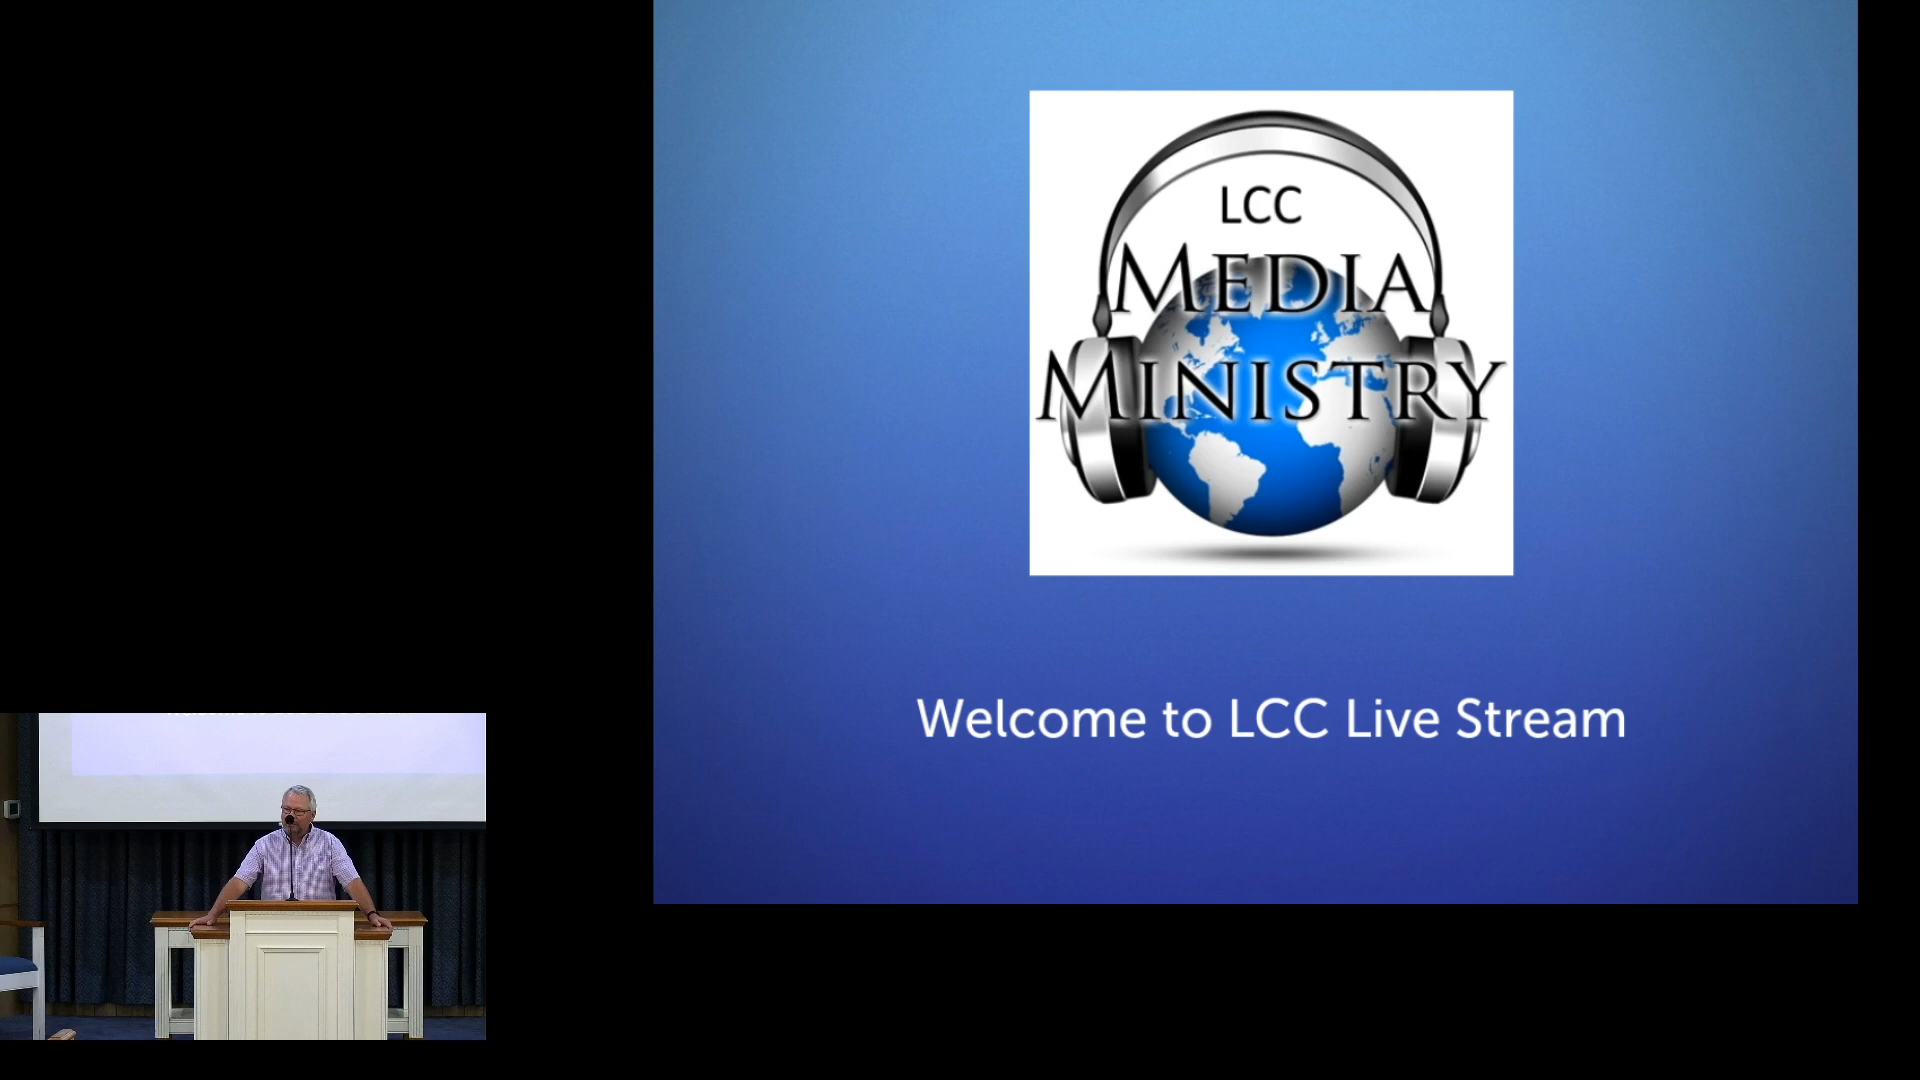 LCC
MEDIA
MINISTRY
Welcome to LCC Live Stream